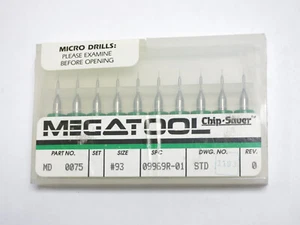 MICRO DRILLS:
PLEASE EXAMINE
BEFORE OPENING
MEGATOOL Chip-Saver™
PART NO. SET SIZE SPC DWG. NO. REV.
MD 0075 #93 09969R-01 STD 0